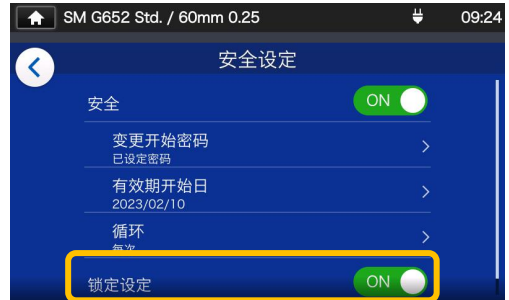 SM G652 Std. / 60mm 0.25 09:24
安全设定
安全 ON
变更开始密码
已设定密码
有效期开始日
2023/02/10
循环
每次
锁定设定 ON